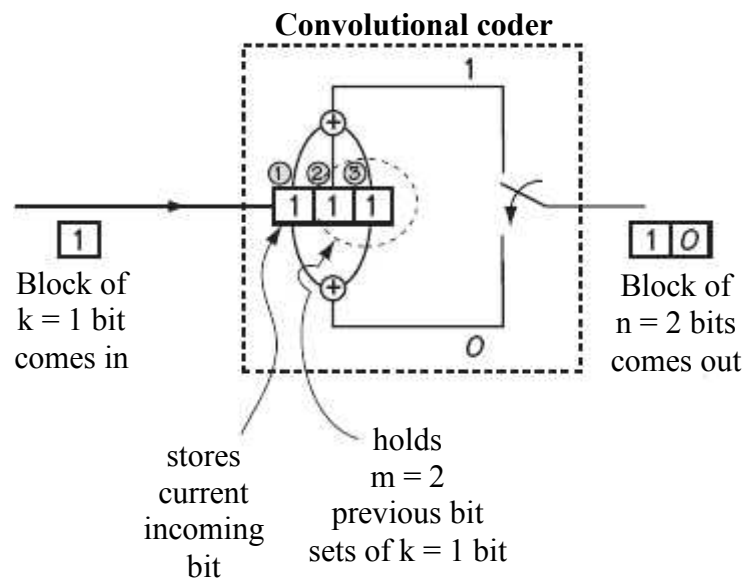 Convolutional coder
1
+
① ② ③
1 1 1
1
1 0
Block of
k = 1 bit
comes in
+
0
Block of
n = 2 bits
comes out
stores
current
incoming
bit
holds
m = 2
previous bit
sets of k = 1 bit